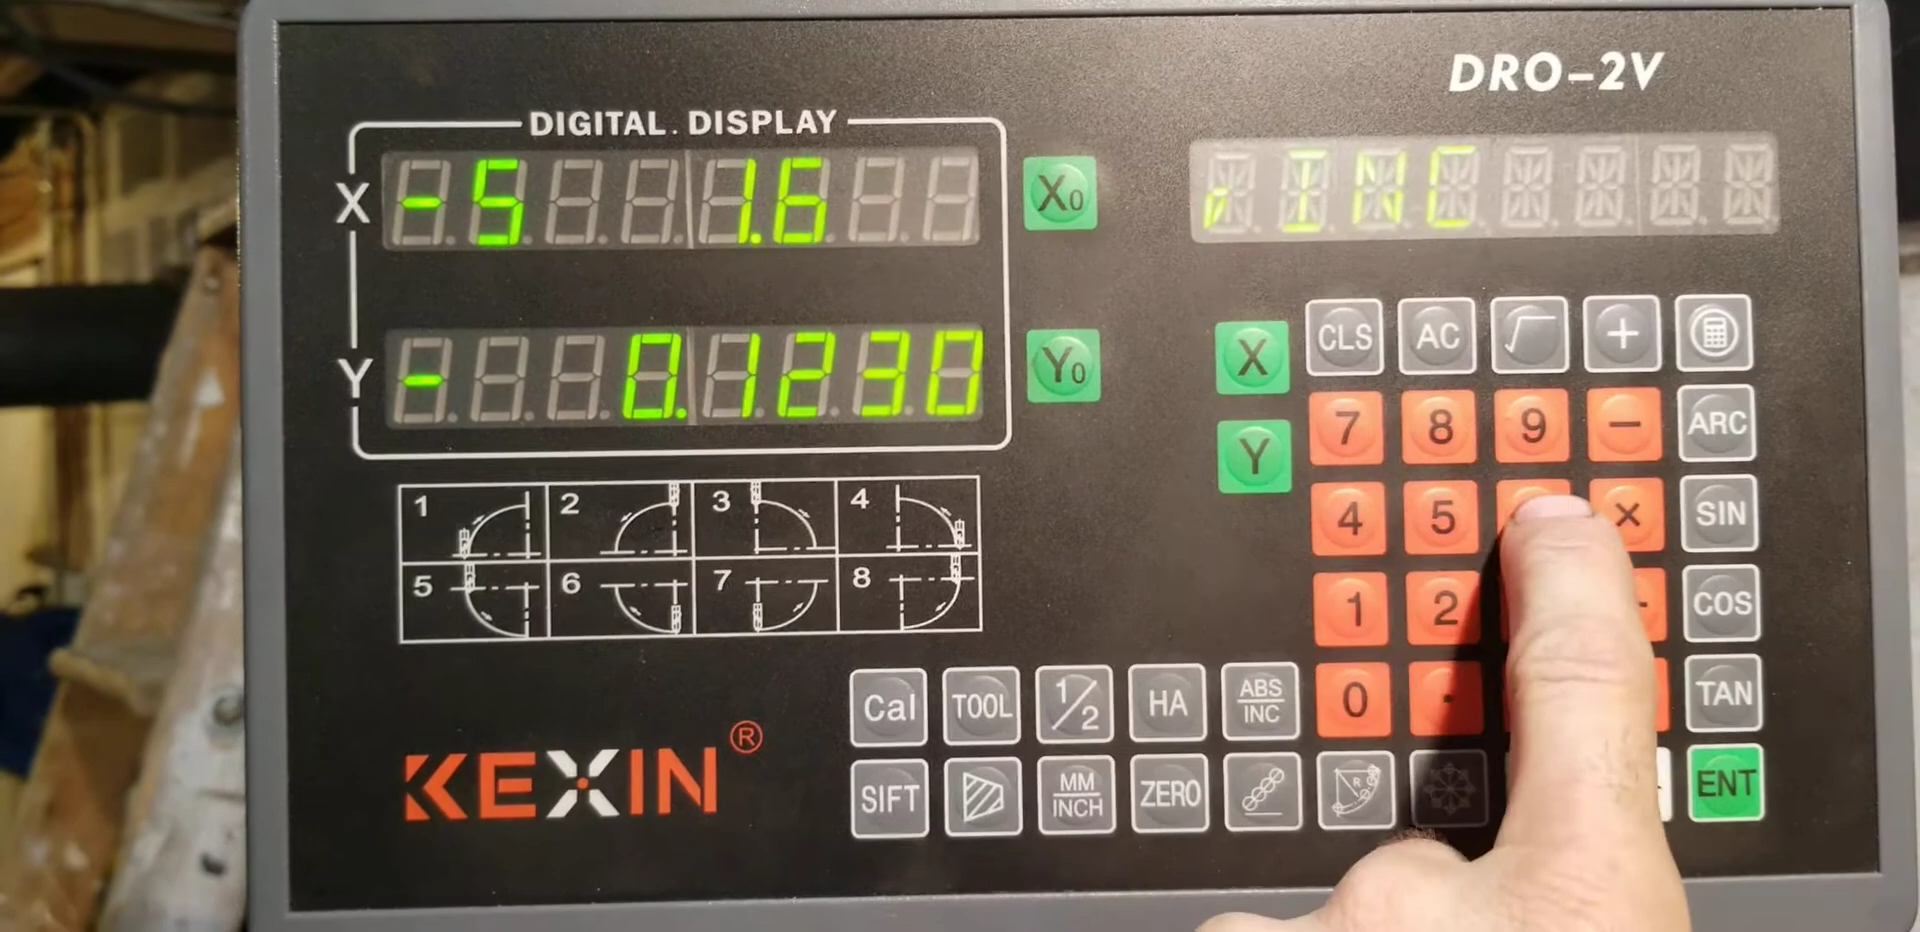 DRO-2V
DIGITAL. DISPLAY
X -5 1.6 X0
INC
Y -0.1230 Y0
X
Y
CLS AC √ +
7 8 9 − ARC
4 5 × SIN
1 2 COS
0 . TAN
ENT
1 2 3 4
5 6 7 8
Cal TOOL 1/2 HA ABS/INC
SIFT MM/INCH ZERO R
KEXIN®